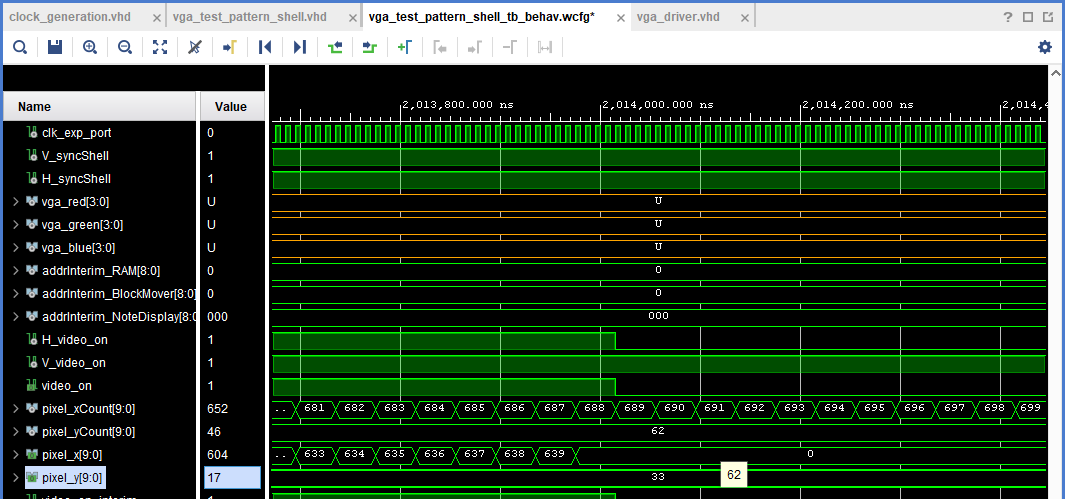 clock_generation.vhd × vga_test_pattern_shell.vhd × vga_test_pattern_shell_tb_behav.wcfg* × vga_driver.vhd × ?
Name Value
2,013,800.000 ns 2,014,000.000 ns 2,014,200.000 ns 2,014,4
clk_exp_port 0
V_syncShell 1
H_syncShell 1
vga_red[3:0] U U
vga_green[3:0] U U
vga_blue[3:0] U U
addrInterim_RAM[8:0] 0 0
addrInterim_BlockMover[8:0] 0 0
addrInterim_NoteDisplay[8:0 000 000
H_video_on 1
V_video_on 1
video_on 1
pixel_xCount[9:0] 652 .. 681 682 683 684 685 686 687 688 689 690 691 692 693 694 695 696 697 698 699
pixel_yCount[9:0] 46 62
pixel_x[9:0] 604 .. 633 634 635 636 637 638 639 0
pixel_y[9:0] 17 33 62
video_on_interim 1